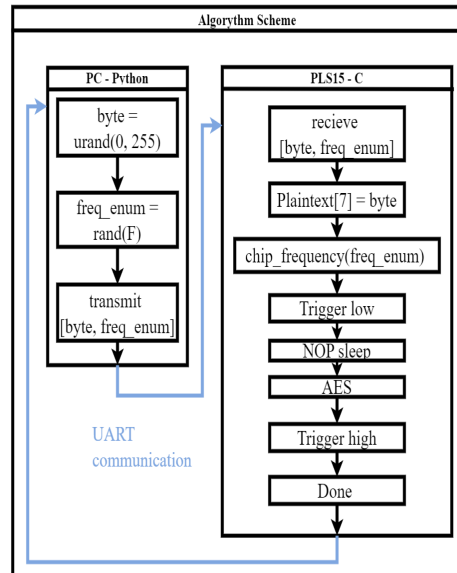 Algorythm Scheme
PC - Python
byte =
urand(0, 255)
freq_enum =
rand(F)
transmit
[byte, freq_enum]
UART
communication
PLS15 - C
recieve
[byte, freq_enum]
Plaintext[7] = byte
chip_frequency(freq_enum)
Trigger low
NOP sleep
AES
Trigger high
Done